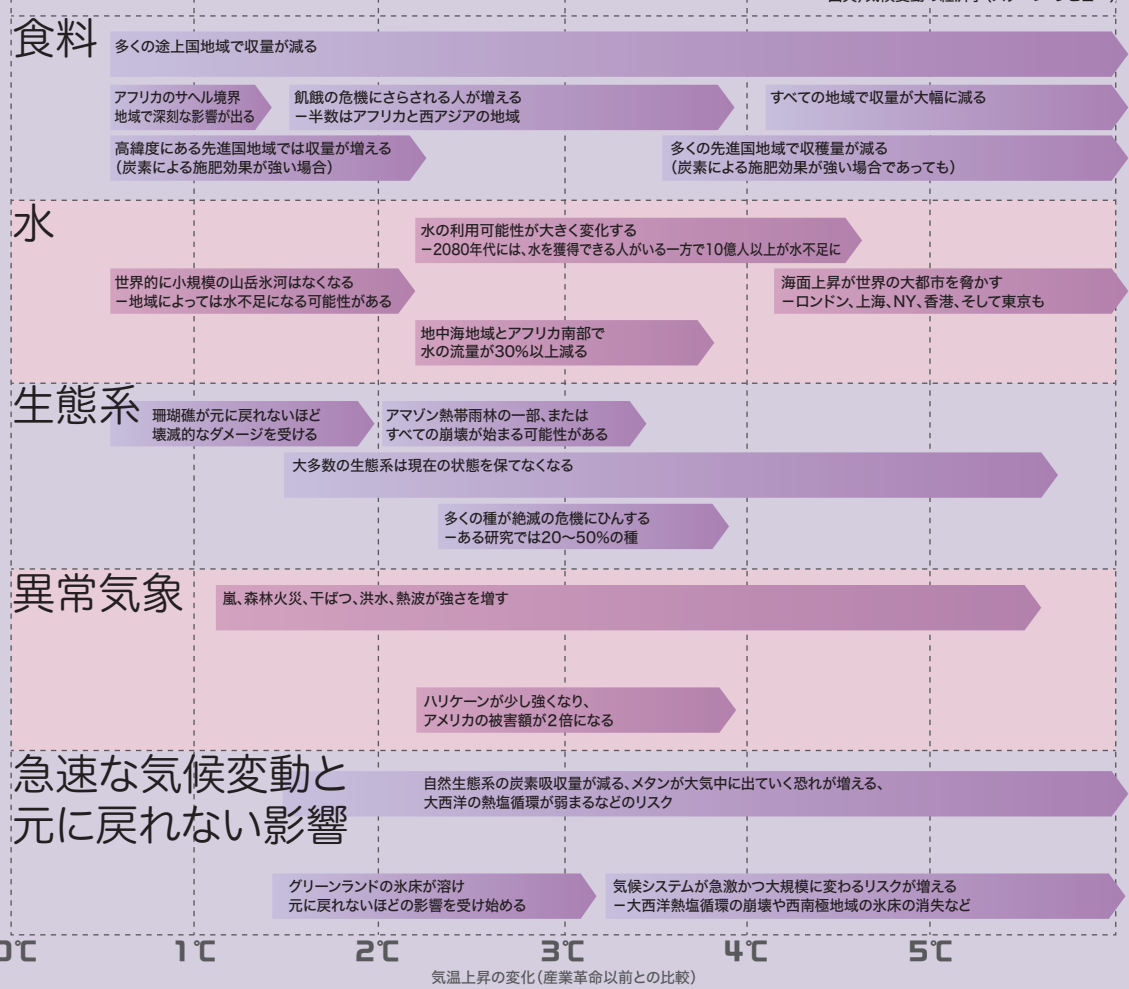 食料
多くの途上国地域で収量が減る
アフリカのサヘル境界
地域で深刻な影響が出る
飢餓の危機にさらされる人が増える
−半数はアフリカと西アジアの地域
すべての地域で収量が大幅に減る
高緯度にある先進国地域では収量が増える
（炭素による施肥効果が強い場合）
多くの先進国地域で収穫量が減る
（炭素による施肥効果が強い場合であっても）
水
水の利用可能性が大きく変化する
−2080年代には、水を獲得できる人がいる一方で10億人以上が水不足に
世界的に小規模の山岳氷河はなくなる
−地域によっては水不足になる可能性がある
海面上昇が世界の大都市を脅かす
−ロンドン、上海、NY、香港、そして東京も
地中海地域とアフリカ南部で
水の流量が30%以上減る
生態系
珊瑚礁が元に戻れないほど
壊滅的なダメージを受ける
アマゾン熱帯雨林の一部、または
すべての崩壊が始まる可能性がある
大多数の生態系は現在の状態を保てなくなる
多くの種が絶滅の危機にひんする
−ある研究では20〜50%の種
異常気象
嵐、森林火災、干ばつ、洪水、熱波が強さを増す
ハリケーンが少し強くなり、
アメリカの被害額が2倍になる
急速な気候変動と
元に戻れない影響
自然生態系の炭素吸収量が減る、メタンが大気中に出ていく恐れが増える、
大西洋の熱塩循環が弱まるなどのリスク
グリーンランドの氷床が溶け
元に戻れないほどの影響を受け始める
気候システムが急激かつ大規模に変わるリスクが増える
−大西洋熱塩循環の崩壊や西南極地域の氷床の消失など
0℃ 1℃ 2℃ 3℃ 4℃ 5℃
気温上昇の変化（産業革命以前との比較）